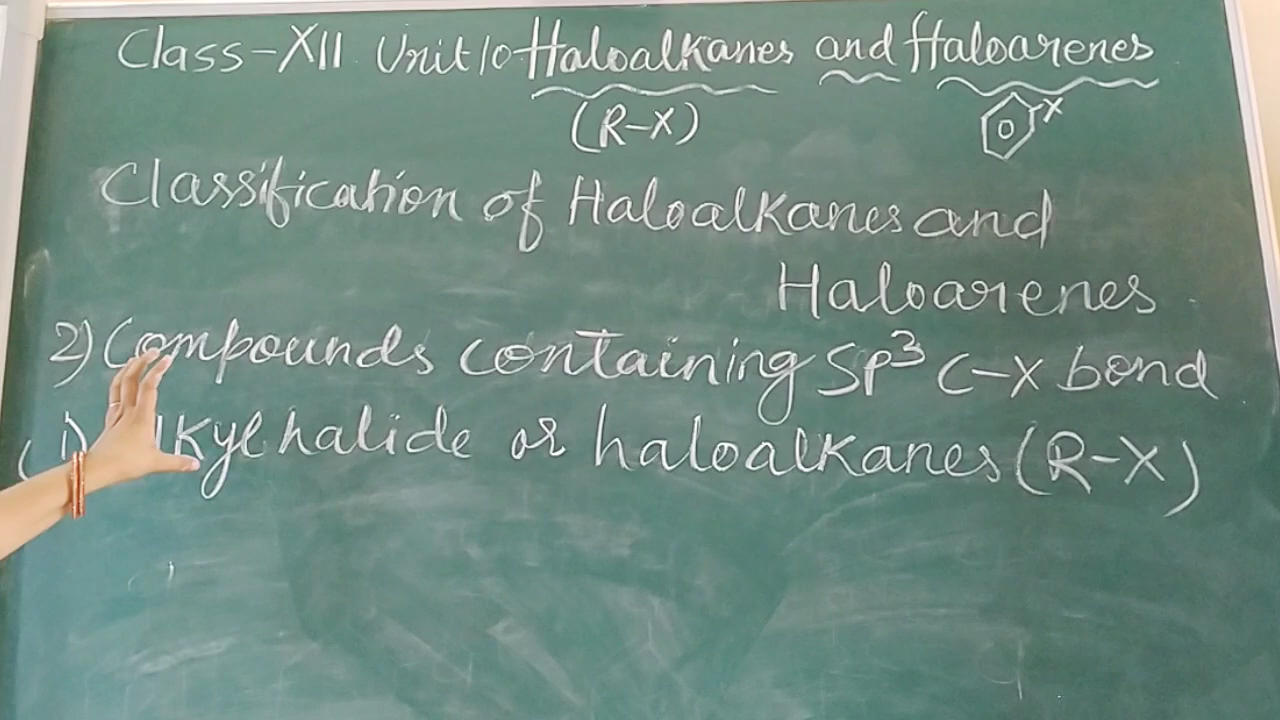 Class-XII Unit 10 Haloalkanes and Haloarenes
(R-X)
X
Classification of Haloalkanes and
Haloarenes
2) Compounds containing SP³ C-X bond
(i) lkyl halide or haloalkanes (R-X)